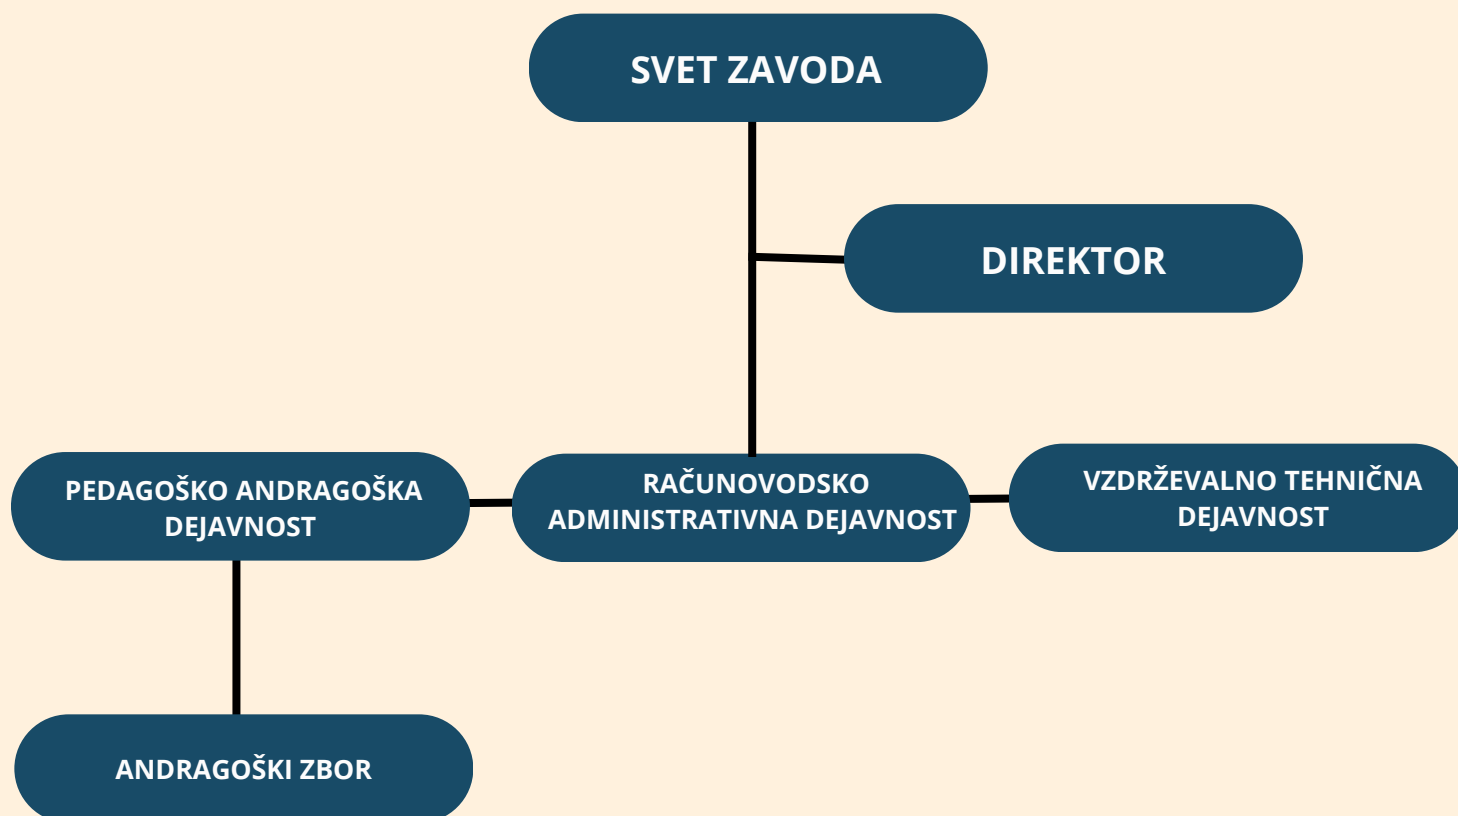 SVET ZAVODA
DIREKTOR
PEDAGOŠKO ANDRAGOŠKA
DEJAVNOST
RAČUNOVODSKO
ADMINISTRATIVNA DEJAVNOST
VZDRŽEVALNO TEHNIČNA
DEJAVNOST
ANDRAGOŠKI ZBOR